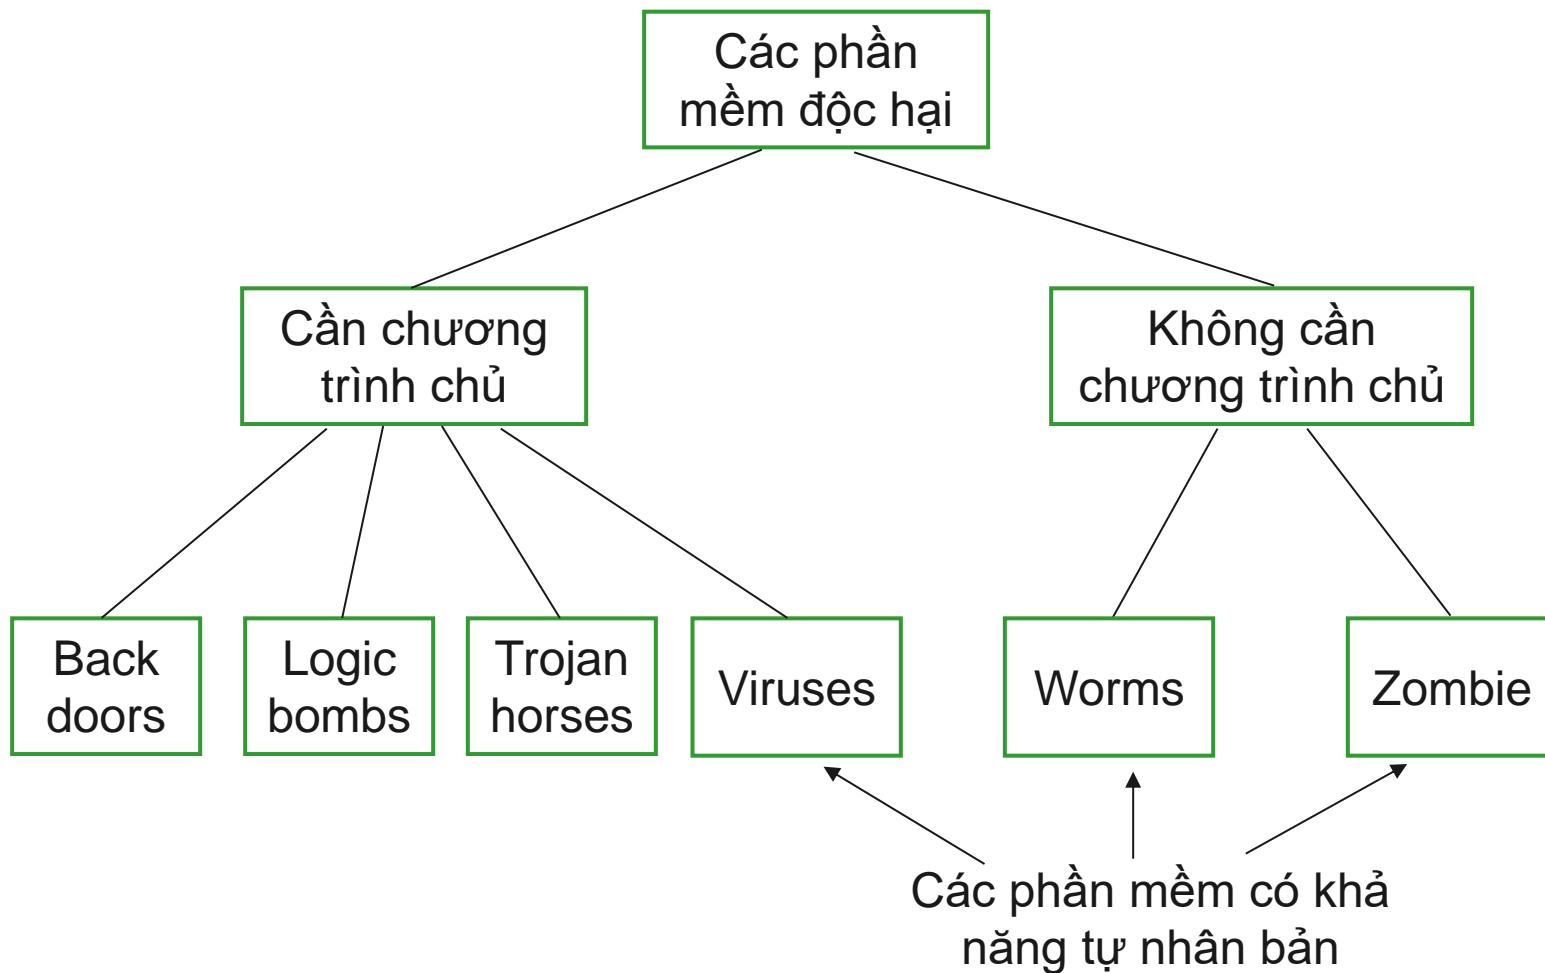 Các phần
mềm độc hại
Cần chương
trình chủ
Không cần
chương trình chủ
Back
doors
Logic
bombs
Trojan
horses
Viruses
Worms
Zombie
Các phần mềm có khả
năng tự nhân bản